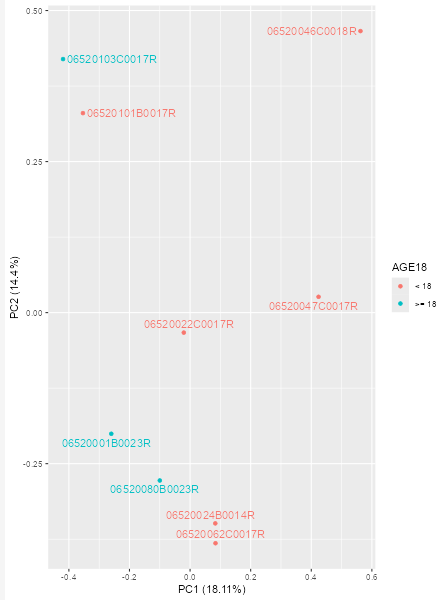 0.50
0.25
0.00
-0.25
PC2 (14.4%)
06520046C0018R
06520103C0017R
06520101B0017R
06520047C0017R
06520022C0017R
06520001B0023R
06520080B0023R
06520024B0014R
06520062C0017R
-0.4 -0.2 0.0 0.2 0.4 0.6
PC1 (18.11%)
AGE18
< 18
>= 18